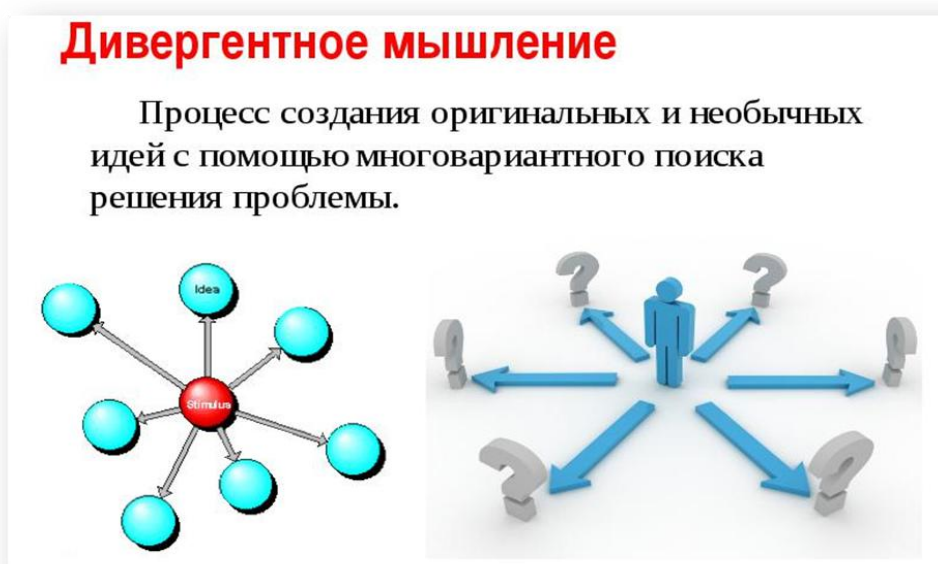 Дивергентное мышление
Процесс создания оригинальных и необычных
идей с помощью многовариантного поиска
решения проблемы.
Idea
Stimulus